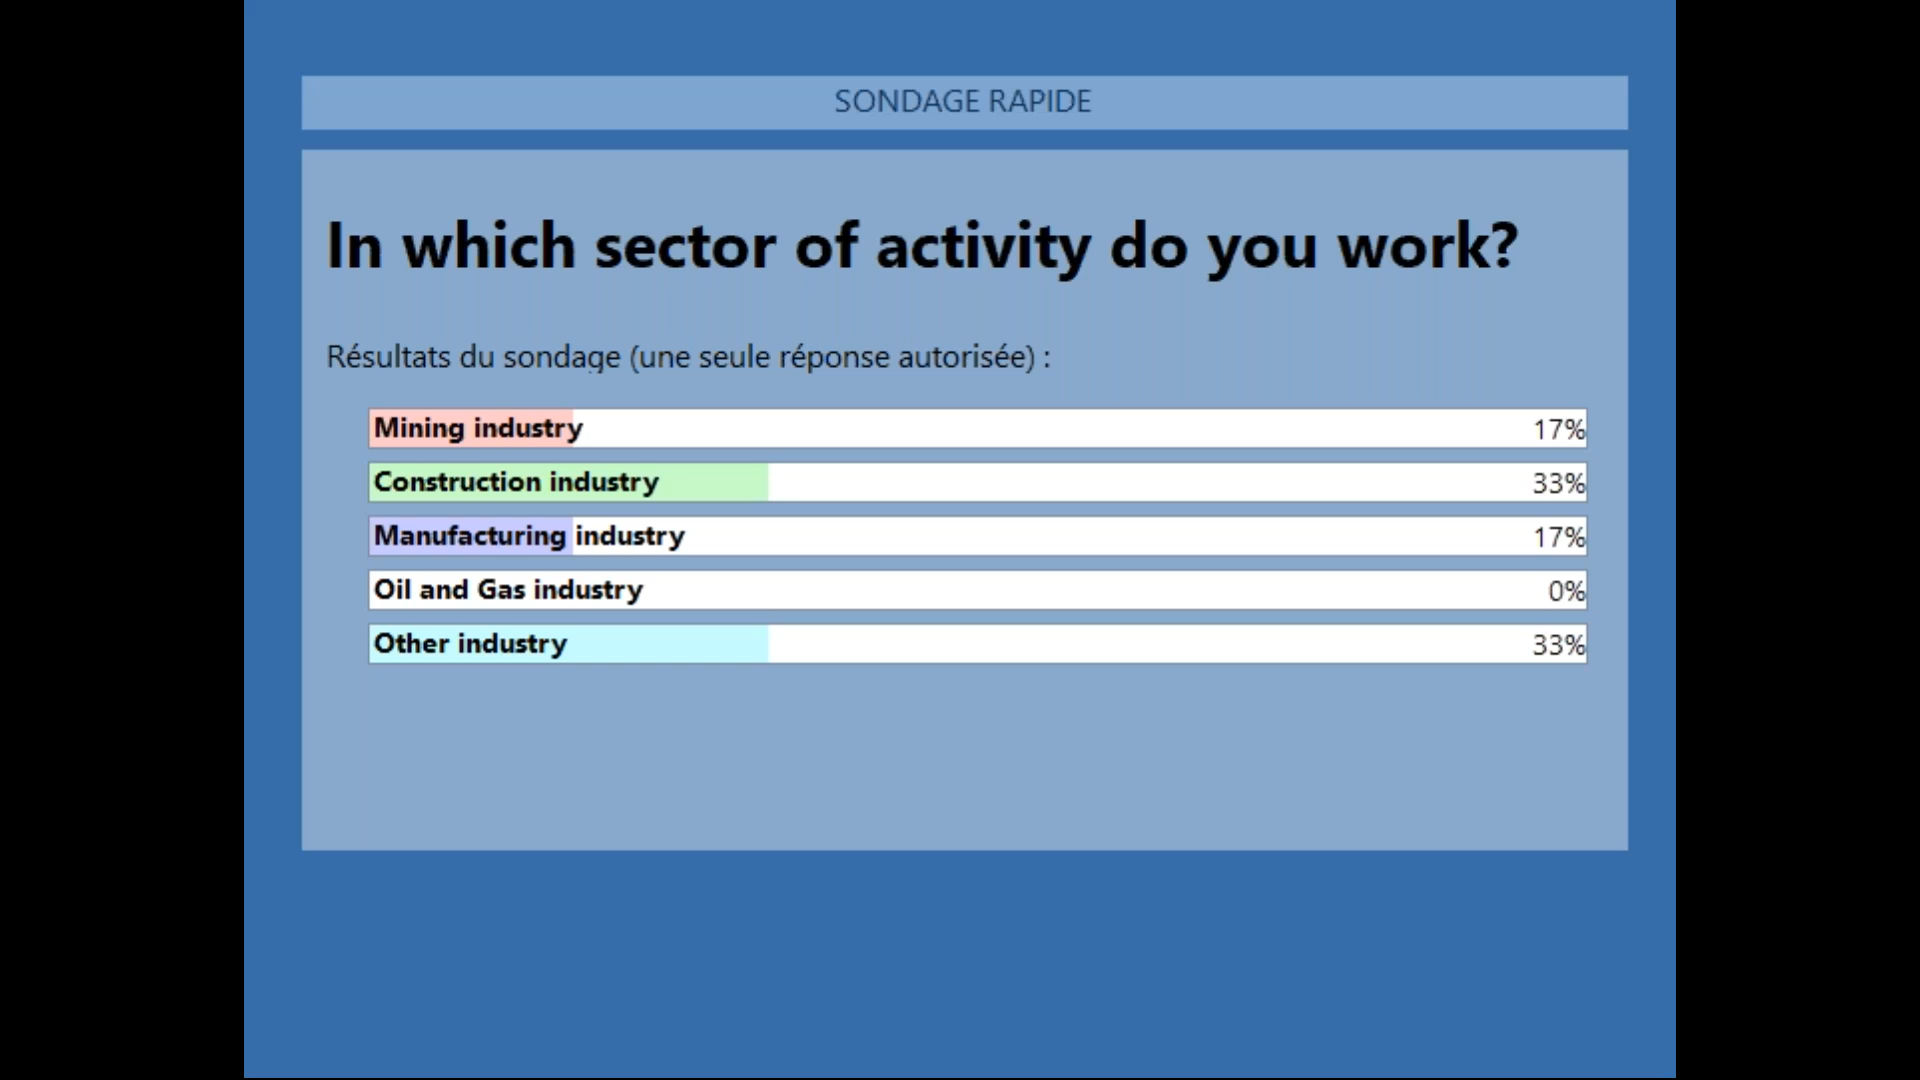 SONDAGE RAPIDE
In which sector of activity do you work?
Résultats du sondage (une seule réponse autorisée) :
Mining industry 17%
Construction industry 33%
Manufacturing industry 17%
Oil and Gas industry 0%
Other industry 33%